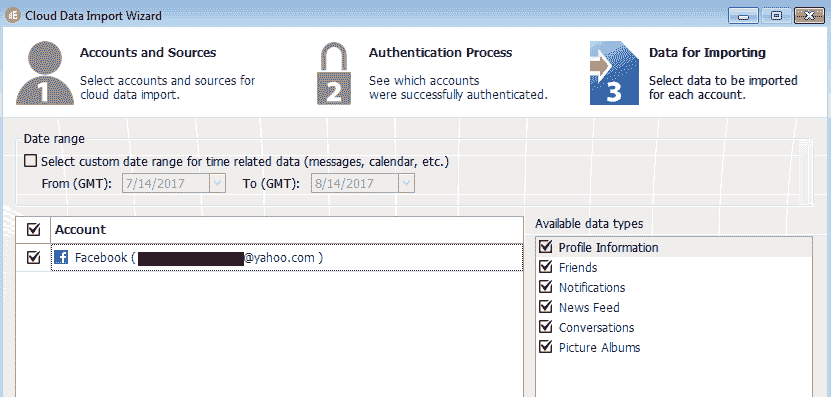 Cloud Data Import Wizard
1
Accounts and Sources
Select accounts and sources for
cloud data import.
2
Authentication Process
See which accounts
were successfully authenticated.
3
Data for Importing
Select data to be imported
for each account.
Date range
Select custom date range for time related data (messages, calendar, etc.)
From (GMT): 7/14/2017 To (GMT): 8/14/2017
Account
Facebook ( @yahoo.com )
Available data types
Profile Information
Friends
Notifications
News Feed
Conversations
Picture Albums